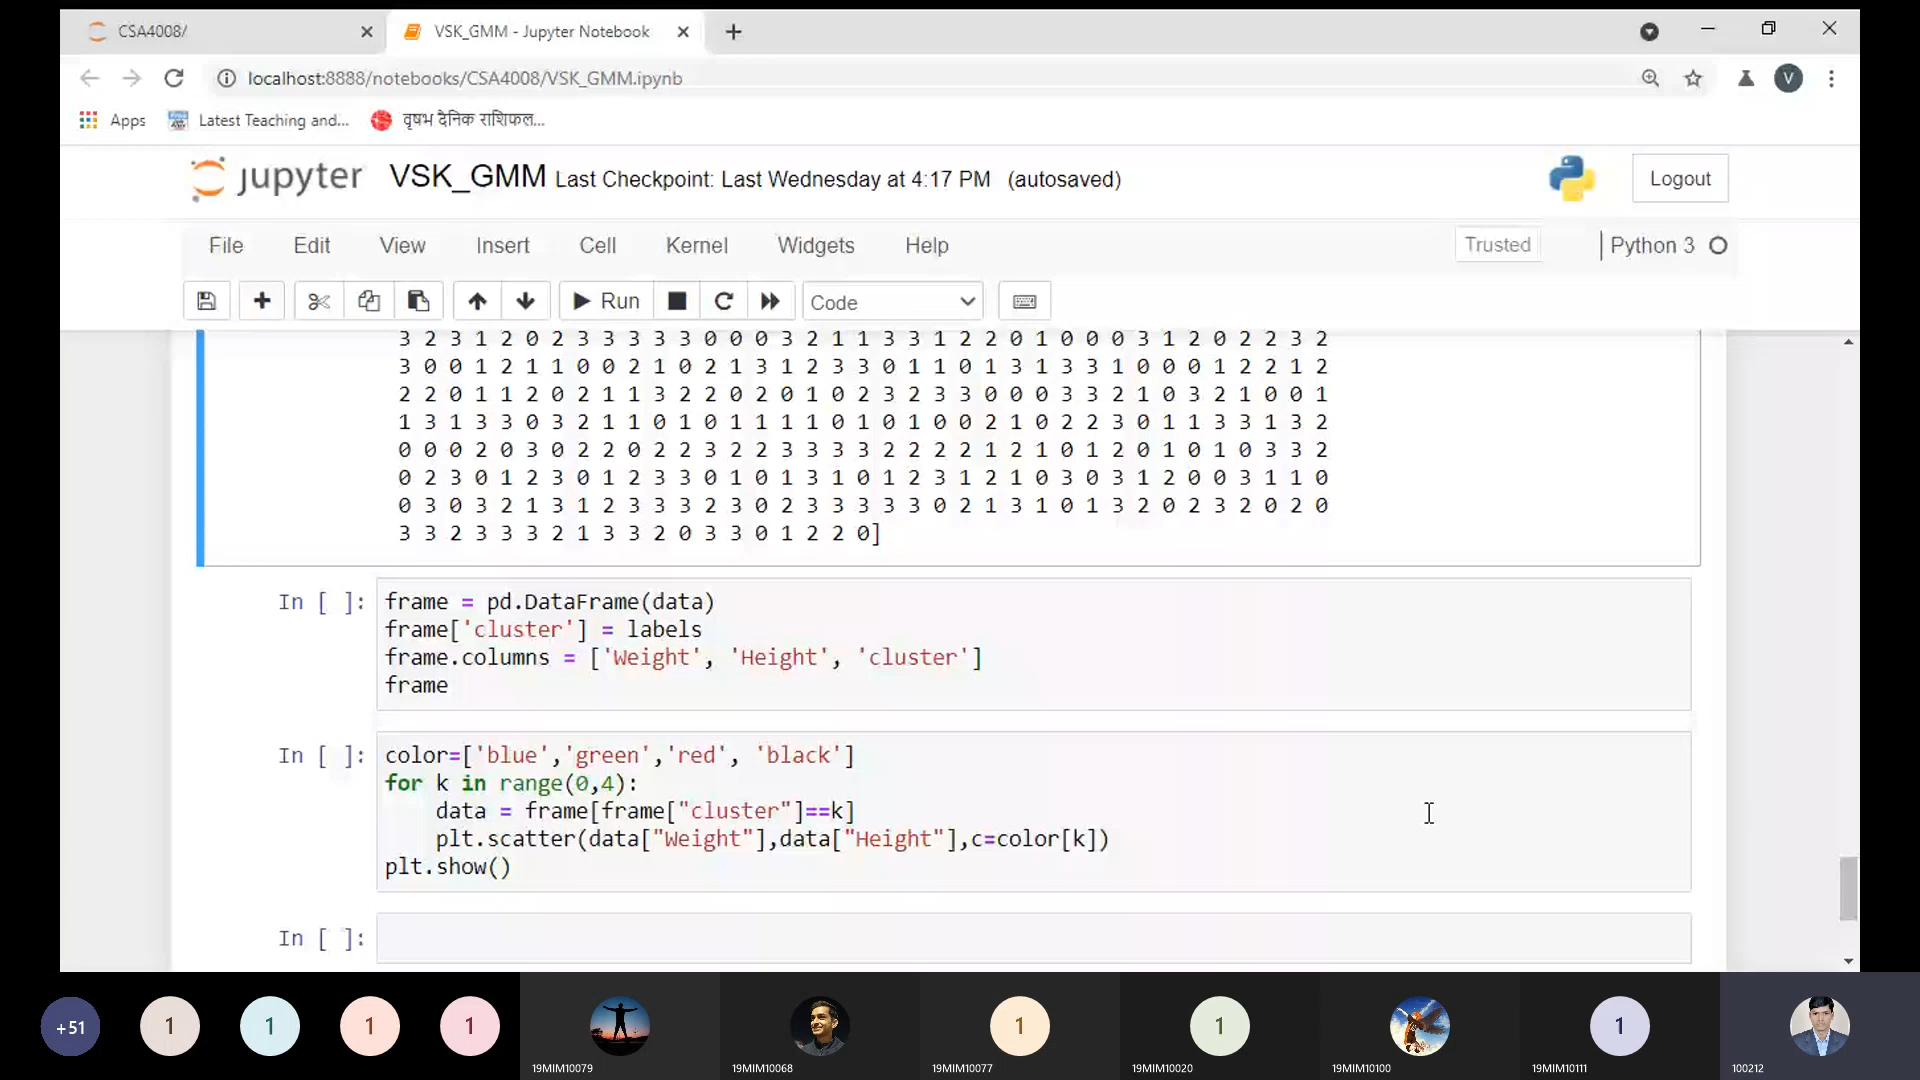 CSA4008/
VSK_GMM - Jupyter Notebook
localhost:8888/notebooks/CSA4008/VSK_GMM.ipynb
V
Apps
Latest Teaching and...
वृषभ दैनिक राशिफल...
jupyter VSK_GMM Last Checkpoint: Last Wednesday at 4:17 PM (autosaved)
Logout
File Edit View Insert Cell Kernel Widgets Help
Trusted
Python 3
Run
Code
3 2 3 1 2 0 2 3 3 3 3 3 0 0 0 3 2 1 1 3 3 1 2 2 0 1 0 0 0 3 1 2 0 2 2 3 2
3 0 0 1 2 1 1 0 0 2 1 0 2 1 3 1 2 3 3 0 1 1 0 1 3 1 3 3 1 0 0 0 1 2 2 1 2
2 2 0 1 1 2 0 2 1 1 3 2 2 0 2 0 1 0 2 3 2 3 3 0 0 0 3 3 2 1 0 3 2 1 0 0 1
1 3 1 3 3 0 3 2 1 1 0 1 0 1 1 1 1 0 1 0 1 0 0 2 1 0 2 2 3 0 1 1 3 3 1 3 2
0 0 0 2 0 3 0 2 2 0 2 2 3 2 2 3 3 3 3 2 2 2 2 1 2 1 0 1 2 0 1 0 1 0 3 3 2
0 2 3 0 1 2 3 0 1 2 3 3 0 1 0 1 3 1 0 1 2 3 1 2 1 0 3 0 3 1 2 0 0 3 1 1 0
0 3 0 3 2 1 3 1 2 3 3 3 2 3 0 2 3 3 3 3 3 0 2 1 3 1 0 1 3 2 0 2 3 2 0 2 0
3 3 2 3 3 3 2 1 3 3 2 0 3 3 0 1 2 2 0]
In [ ]:
frame = pd.DataFrame(data)
frame['cluster'] = labels
frame.columns = ['Weight', 'Height', 'cluster']
frame
In [ ]:
color=['blue','green','red', 'black']
for k in range(0,4):
data = frame[frame["cluster"]==k]
plt.scatter(data["Weight"],data["Height"],c=color[k])
plt.show()
In [ ]:
+51
1
1
1
1
1
1
1
19MIM10079
19MIM10068
19MIM10077
19MIM10020
19MIM10100
19MIM10111
100212